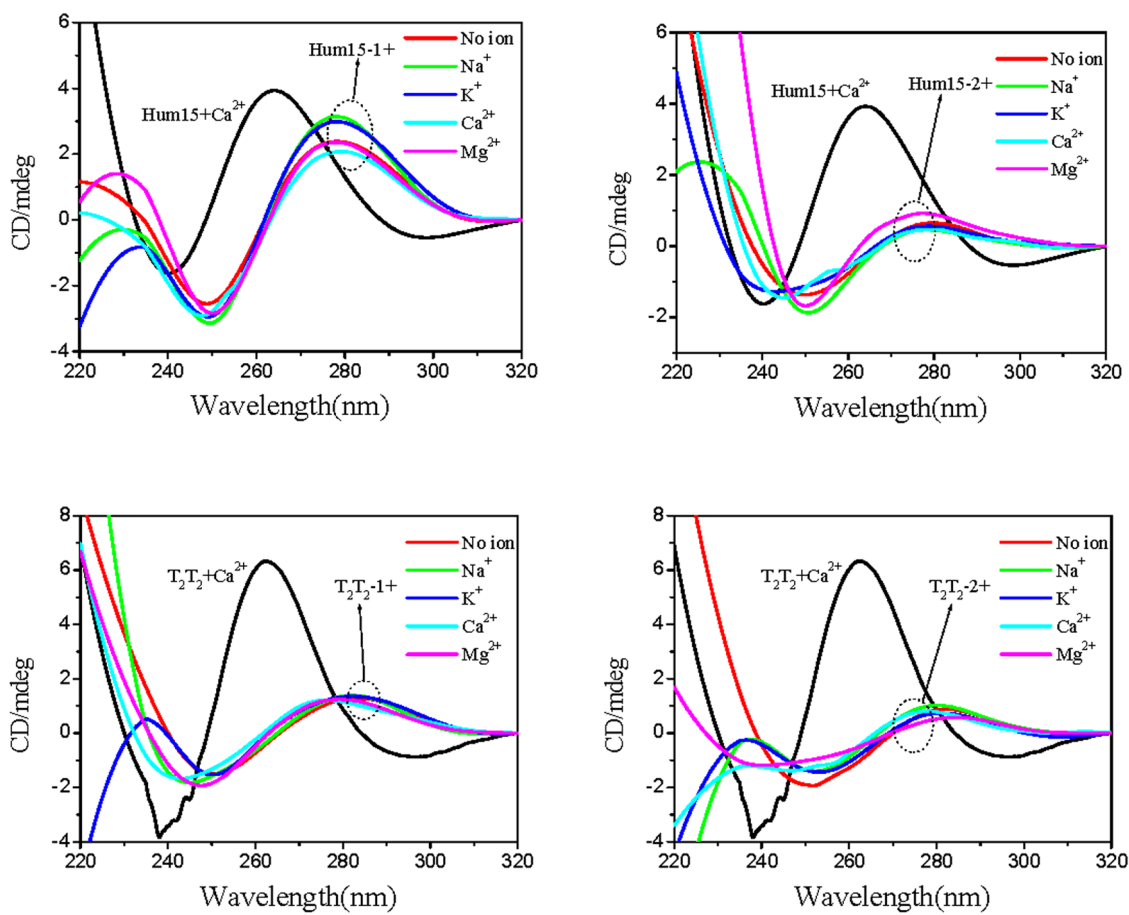 6
4
2
0
-2
-4
CD/mdeg
220 240 260 280 300 320
Wavelength(nm)
Hum15+Ca²⁺
Hum15-1+
No ion
Na⁺
K⁺
Ca²⁺
Mg²⁺
6
4
2
0
-2
CD/mdeg
220 240 260 280 300 320
Wavelength(nm)
Hum15+Ca²⁺
Hum15-2+
No ion
Na⁺
K⁺
Ca²⁺
Mg²⁺
8
6
4
2
0
-2
-4
CD/mdeg
220 240 260 280 300 320
Wavelength(nm)
T₂T₂+Ca²⁺
T₂T₂-1+
No ion
Na⁺
K⁺
Ca²⁺
Mg²⁺
8
6
4
2
0
-2
-4
CD/mdeg
220 240 260 280 300 320
Wavelength(nm)
T₂T₂+Ca²⁺
T₂T₂-2+
No ion
Na⁺
K⁺
Ca²⁺
Mg²⁺